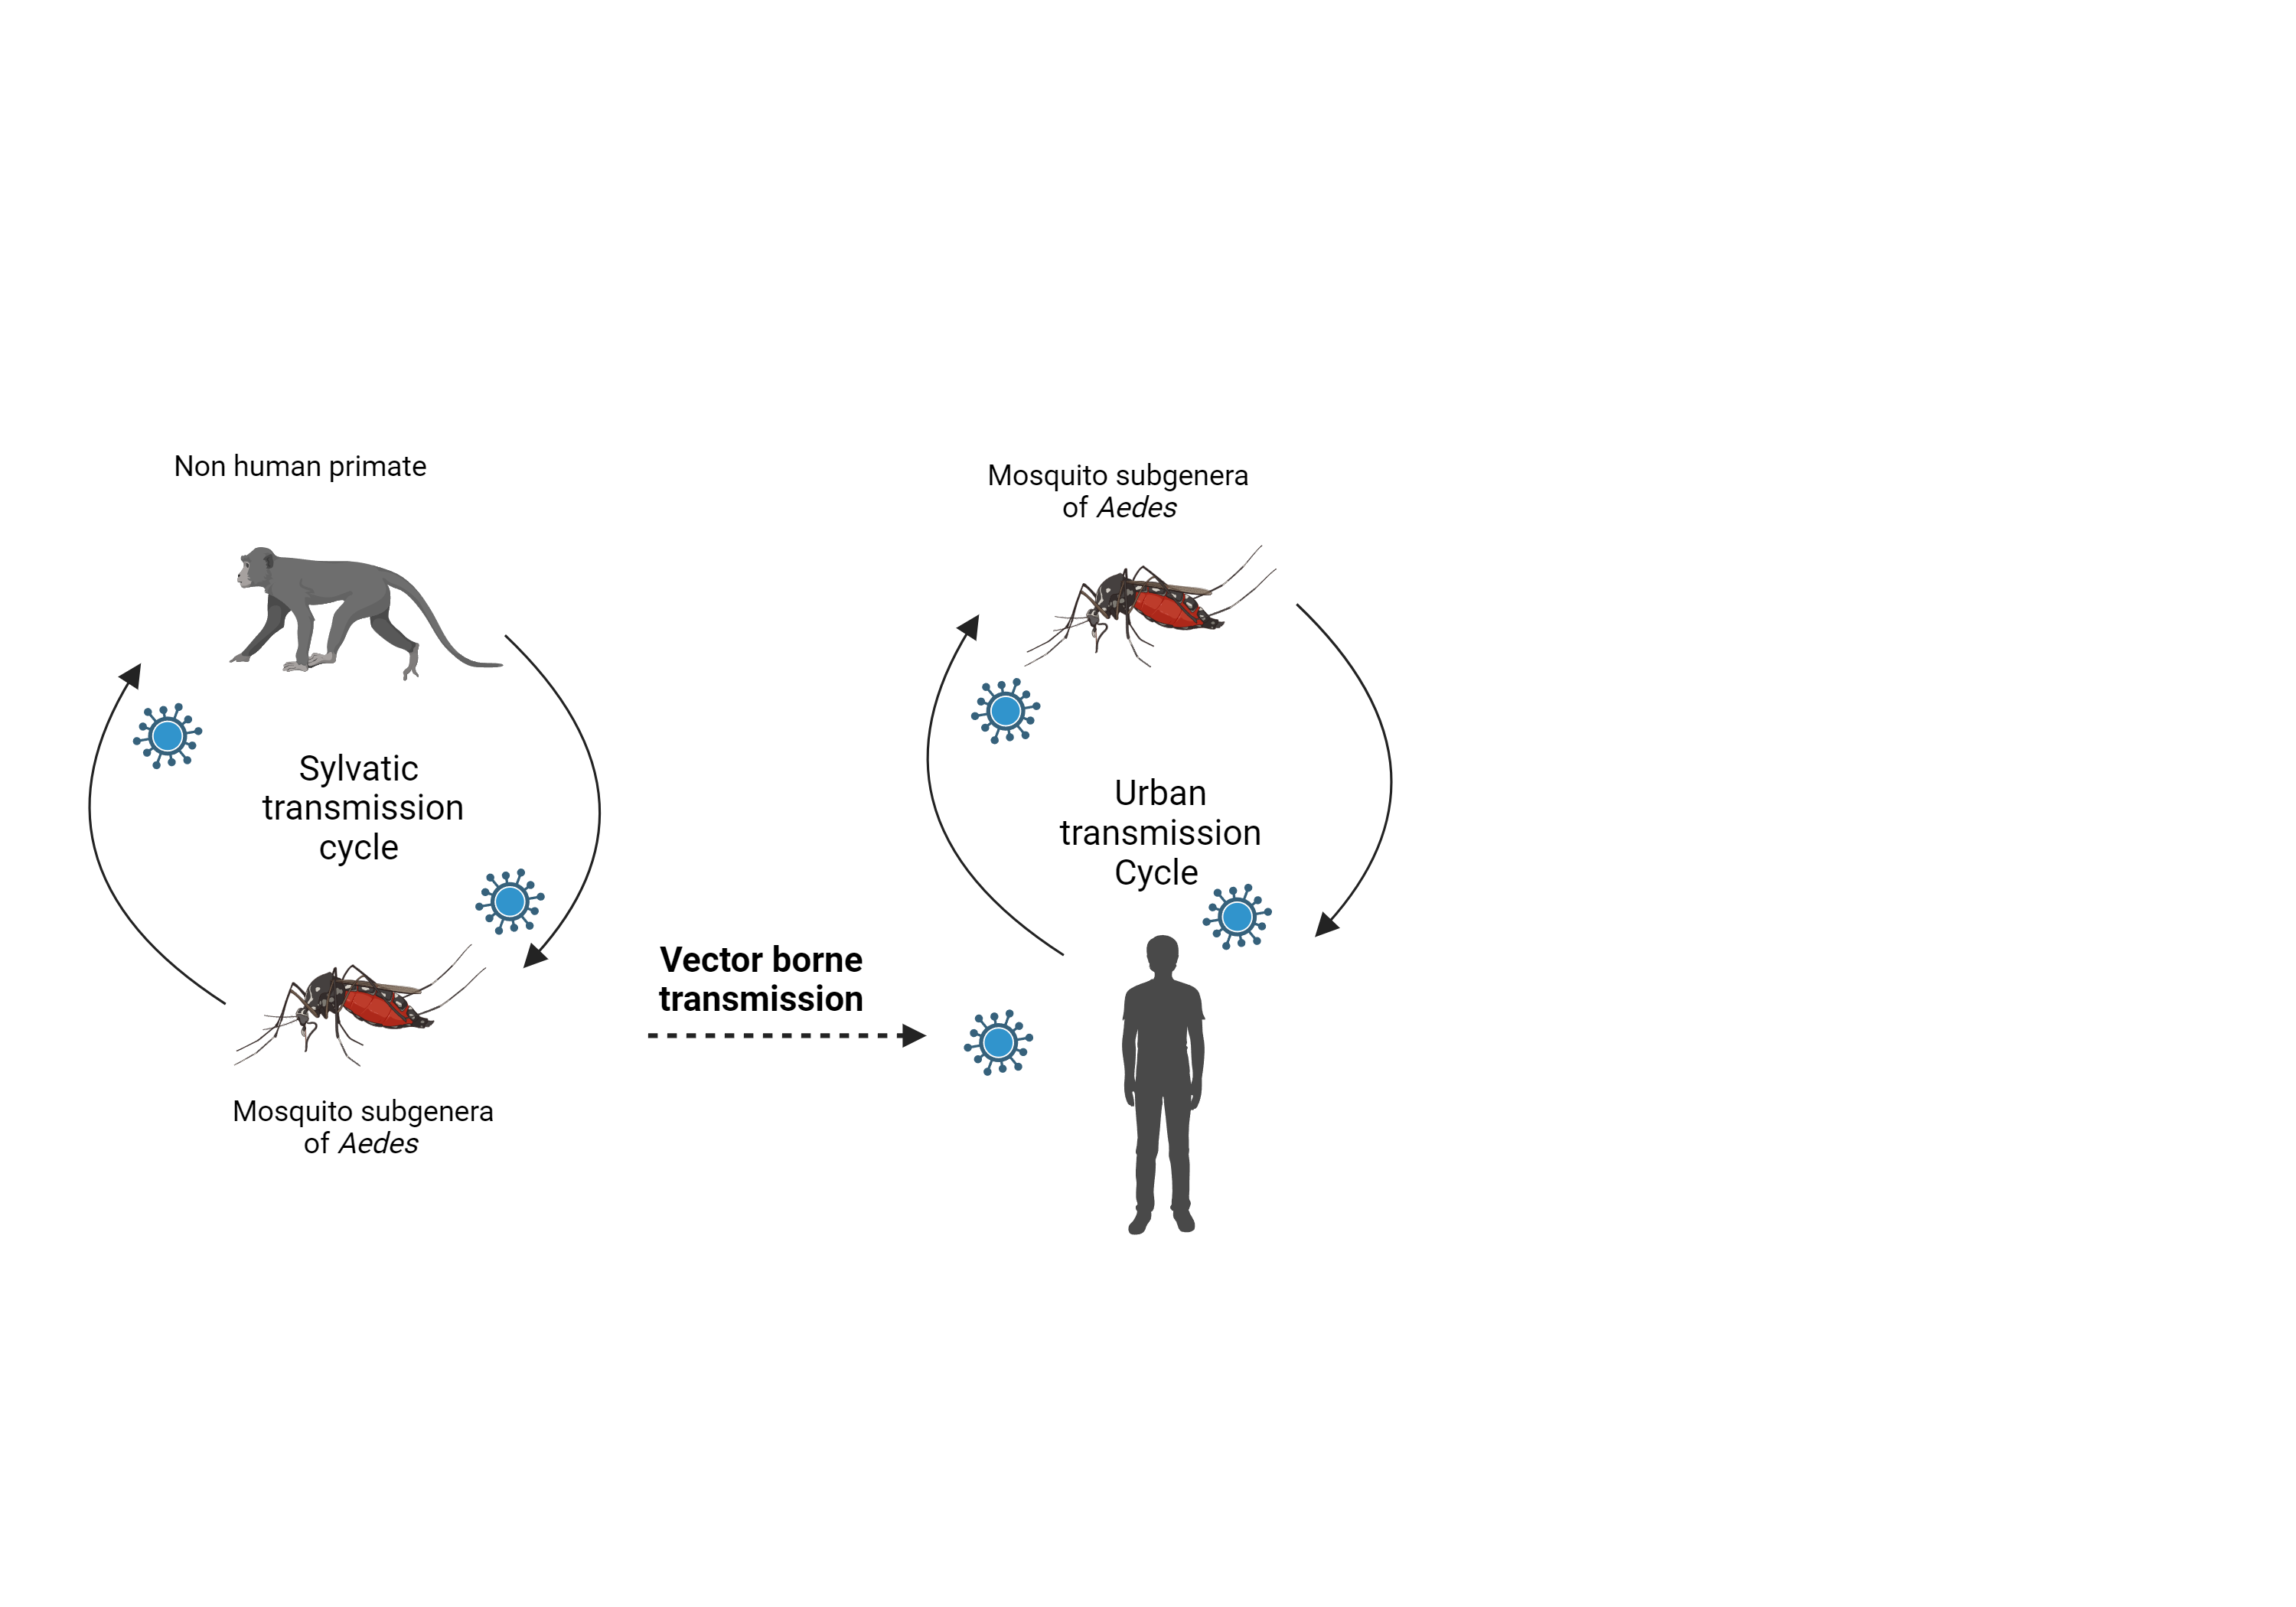 Non human primate
Sylvatic
transmission
cycle
Mosquito subgenera
of Aedes
Vector borne
transmission
Mosquito subgenera
of Aedes
Urban
transmission
Cycle